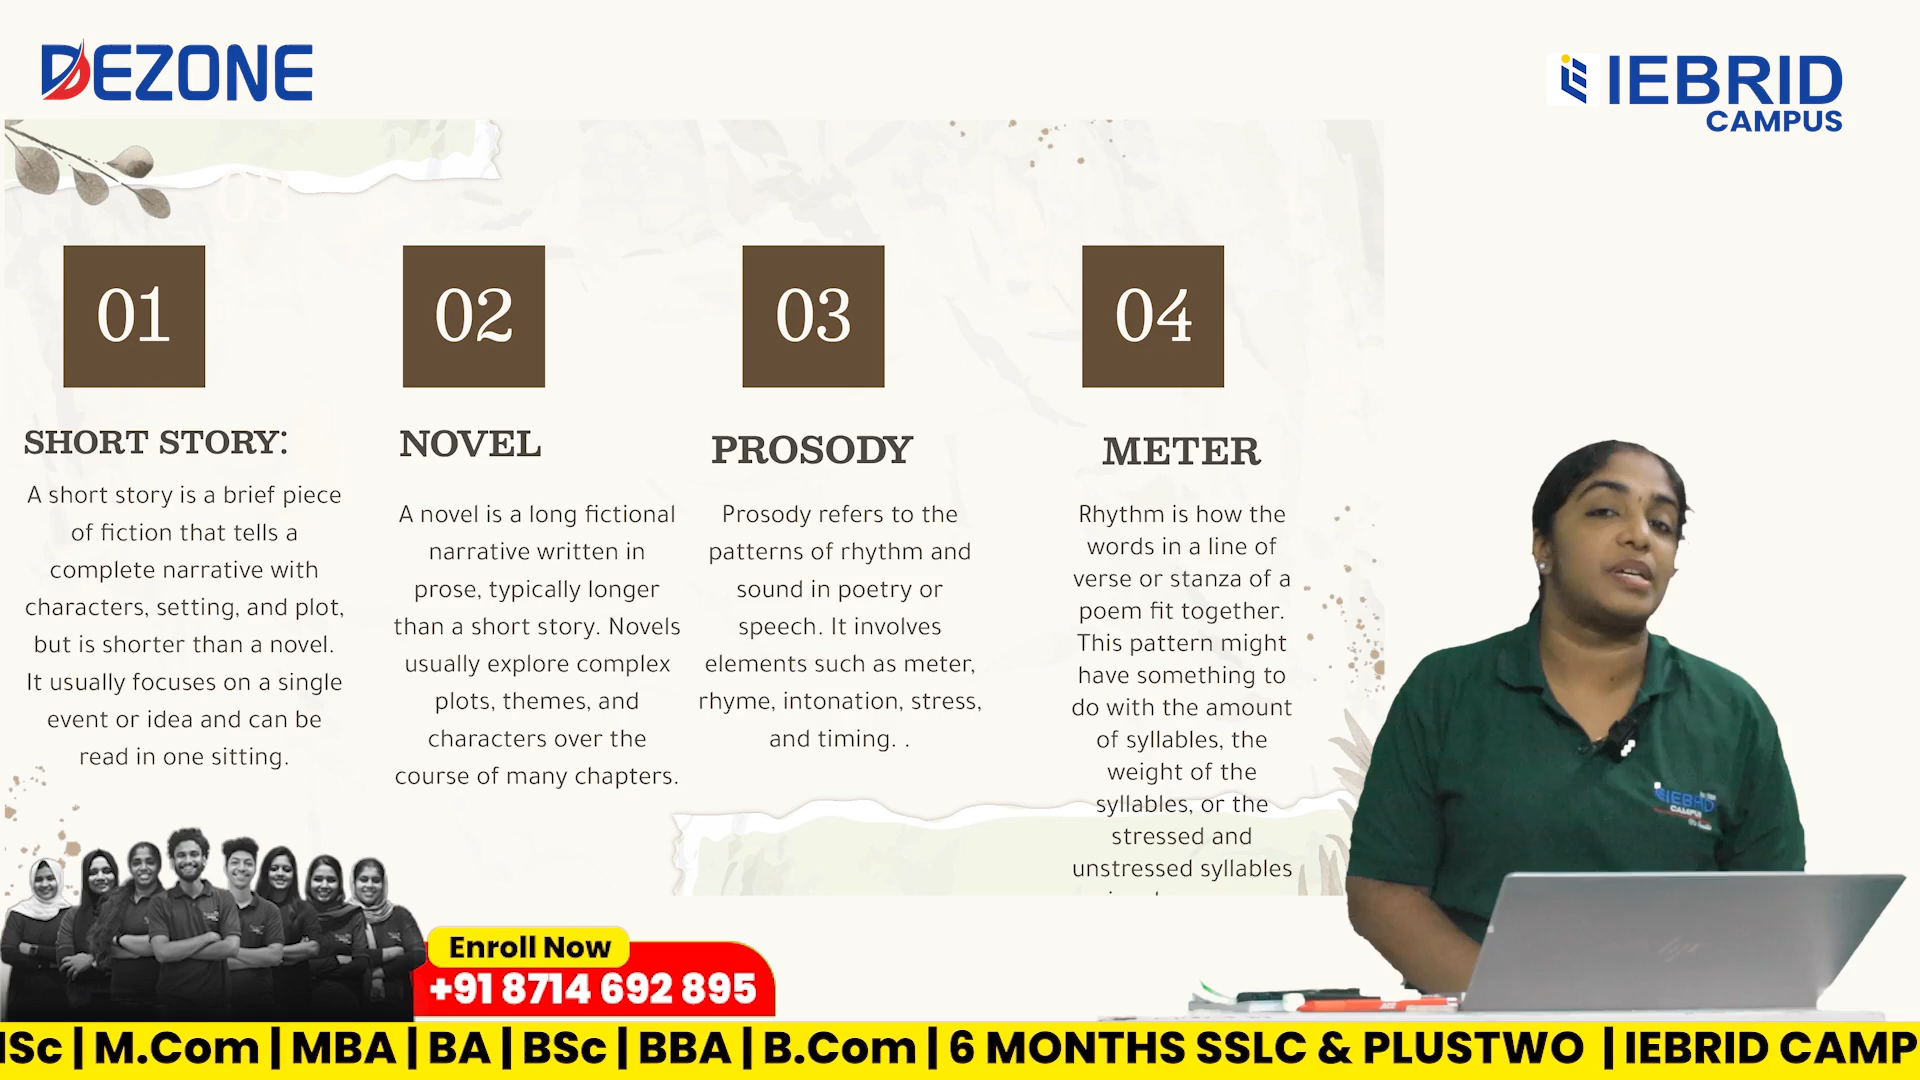 DEZONE
IEBRID
CAMPUS
01
SHORT STORY:
A short story is a brief piece
of fiction that tells a
complete narrative with
characters, setting, and plot,
but is shorter than a novel.
It usually focuses on a single
event or idea and can be
read in one sitting.
02
NOVEL
A novel is a long fictional
narrative written in
prose, typically longer
than a short story. Novels
usually explore complex
plots, themes, and
characters over the
course of many chapters.
03
PROSODY
Prosody refers to the
patterns of rhythm and
sound in poetry or
speech. It involves
elements such as meter,
rhyme, intonation, stress,
and timing. .
04
METER
Rhythm is how the
words in a line of
verse or stanza of a
poem fit together.
This pattern might
have something to
do with the amount
of syllables, the
weight of the
syllables, or the
stressed and
unstressed syllables
IEBRID
CAMPUS
Enroll Now
+91 8714 692 895
Sc | M.Com | MBA | BA | BSc | BBA | B.Com | 6 MONTHS SSLC & PLUSTWO | IEBRID CAMP